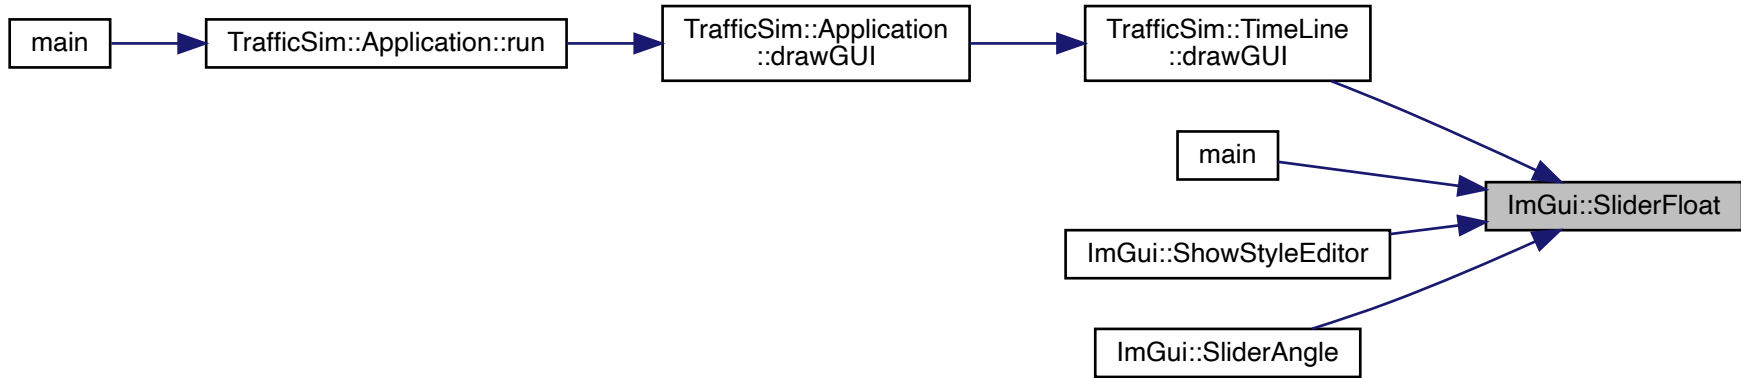 main
TrafficSim::Application::run
TrafficSim::Application
::drawGUI
TrafficSim::TimeLine
::drawGUI
main
ImGui::SliderFloat
ImGui::ShowStyleEditor
ImGui::SliderAngle